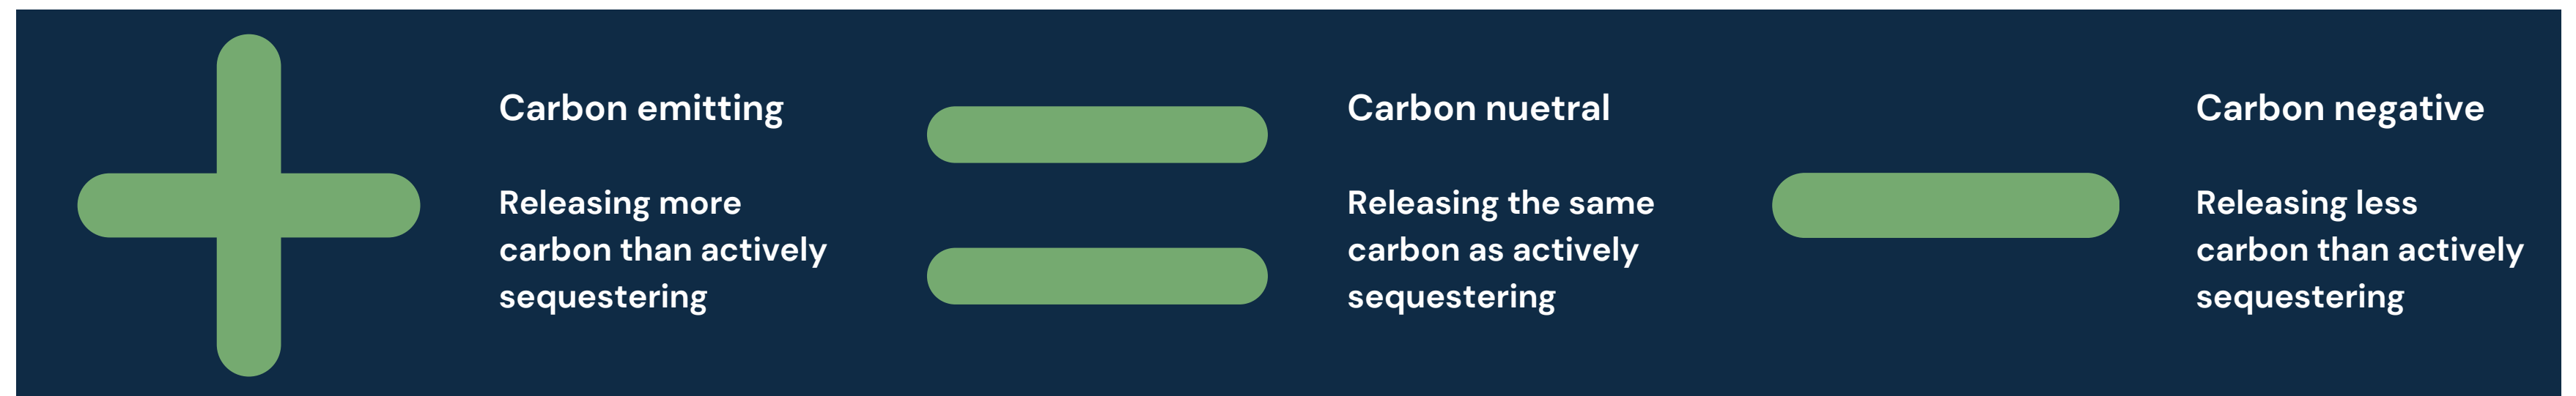 Carbon emitting
Releasing more
carbon than actively
sequestering
Carbon nuetral
Releasing the same
carbon as actively
sequestering
Carbon negative
Releasing less
carbon than actively
sequestering